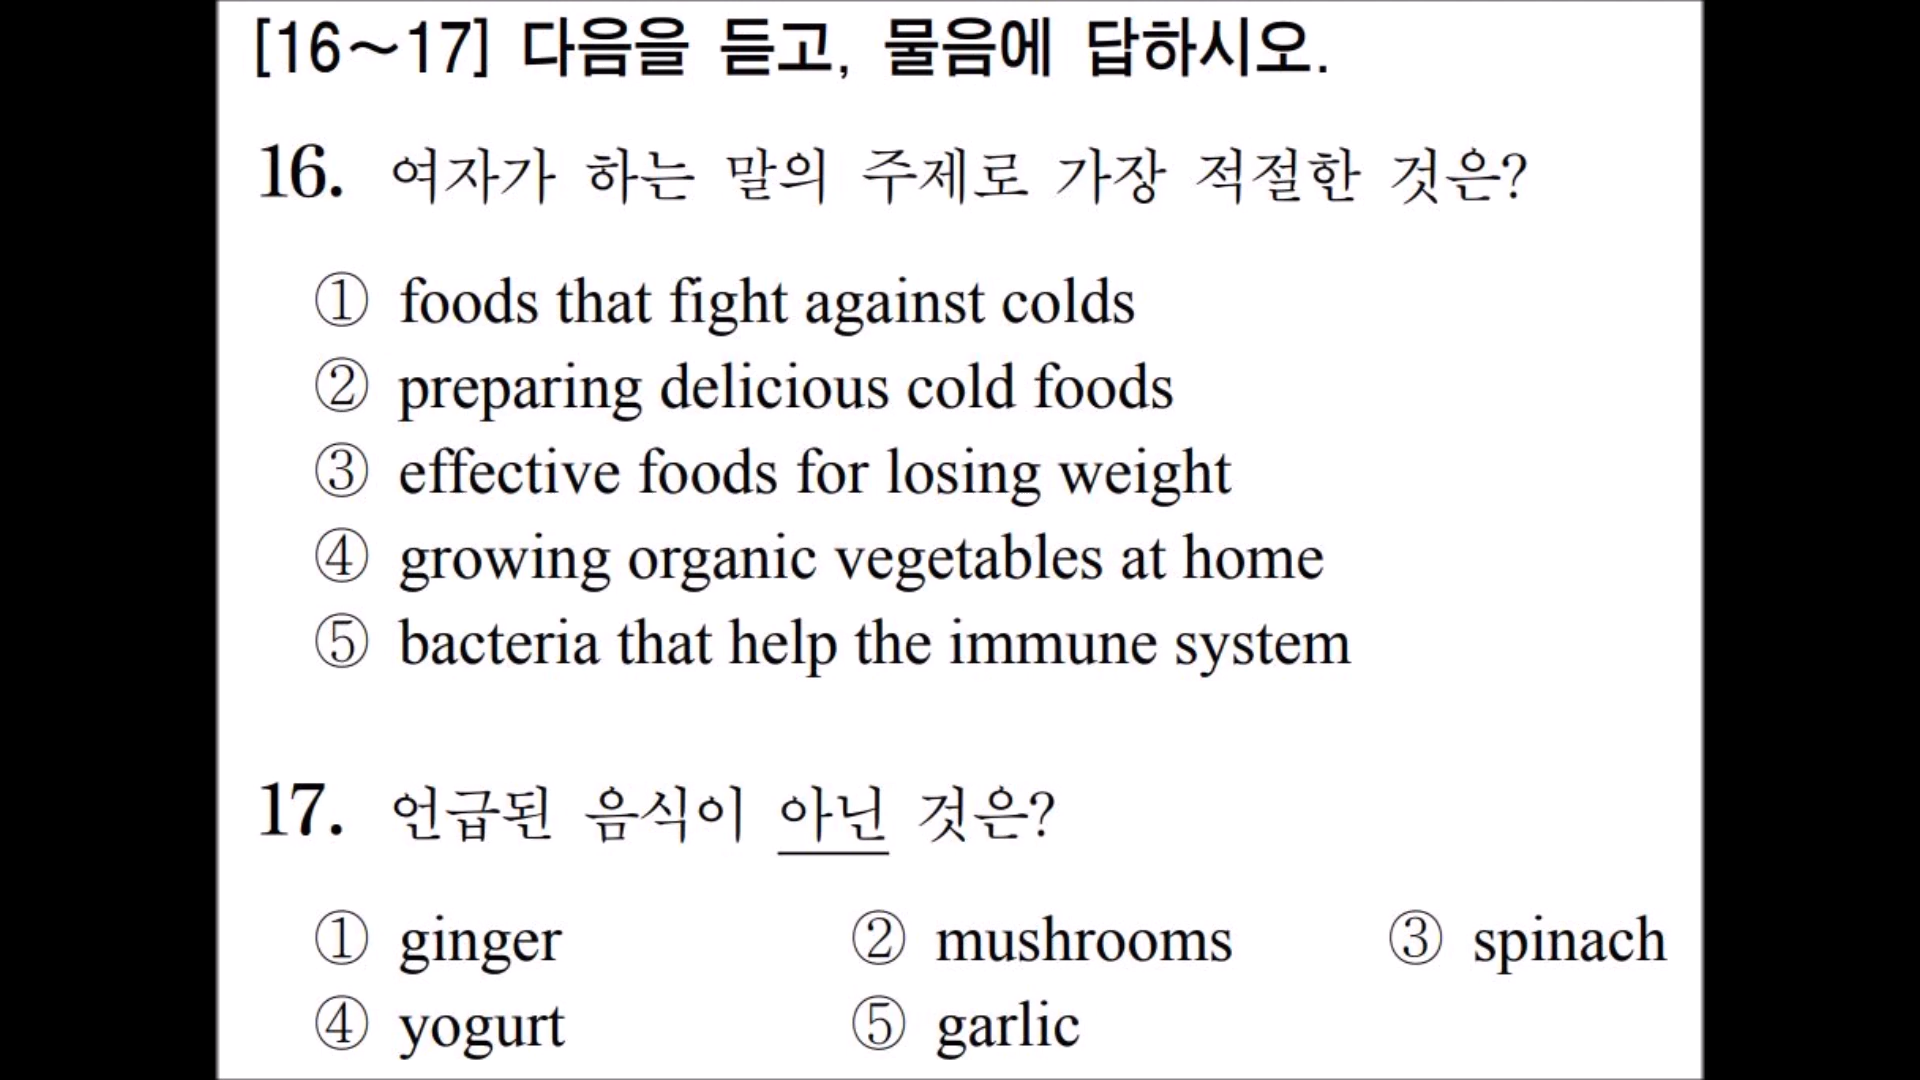 [16~17] 다음을 듣고, 물음에 답하시오.
16. 여자가 하는 말의 주제로 가장 적절한 것은?
① foods that fight against colds
② preparing delicious cold foods
③ effective foods for losing weight
④ growing organic vegetables at home
⑤ bacteria that help the immune system
17. 언급된 음식이 아닌 것은?
① ginger ② mushrooms ③ spinach
④ yogurt ⑤ garlic